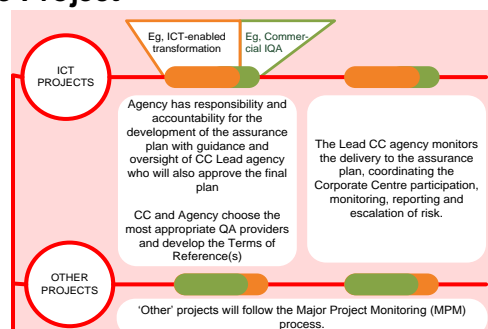 Eg, ICT-enabled
transformation
Eg, Commer-
cial IQA
ICT
PROJECTS
Agency has responsibility and
accountability for the
development of the assurance
plan with guidance and
oversight of CC Lead agency
who will also approve the final
plan
CC and Agency choose the
most appropriate QA providers
and develop the Terms of
Reference(s)
The Lead CC agency monitors
the delivery to the assurance
plan, coordinating the
Corporate Centre participation,
monitoring, reporting and
escalation of risk.
OTHER
PROJECTS
'Other' projects will follow the Major Project Monitoring (MPM)
process.